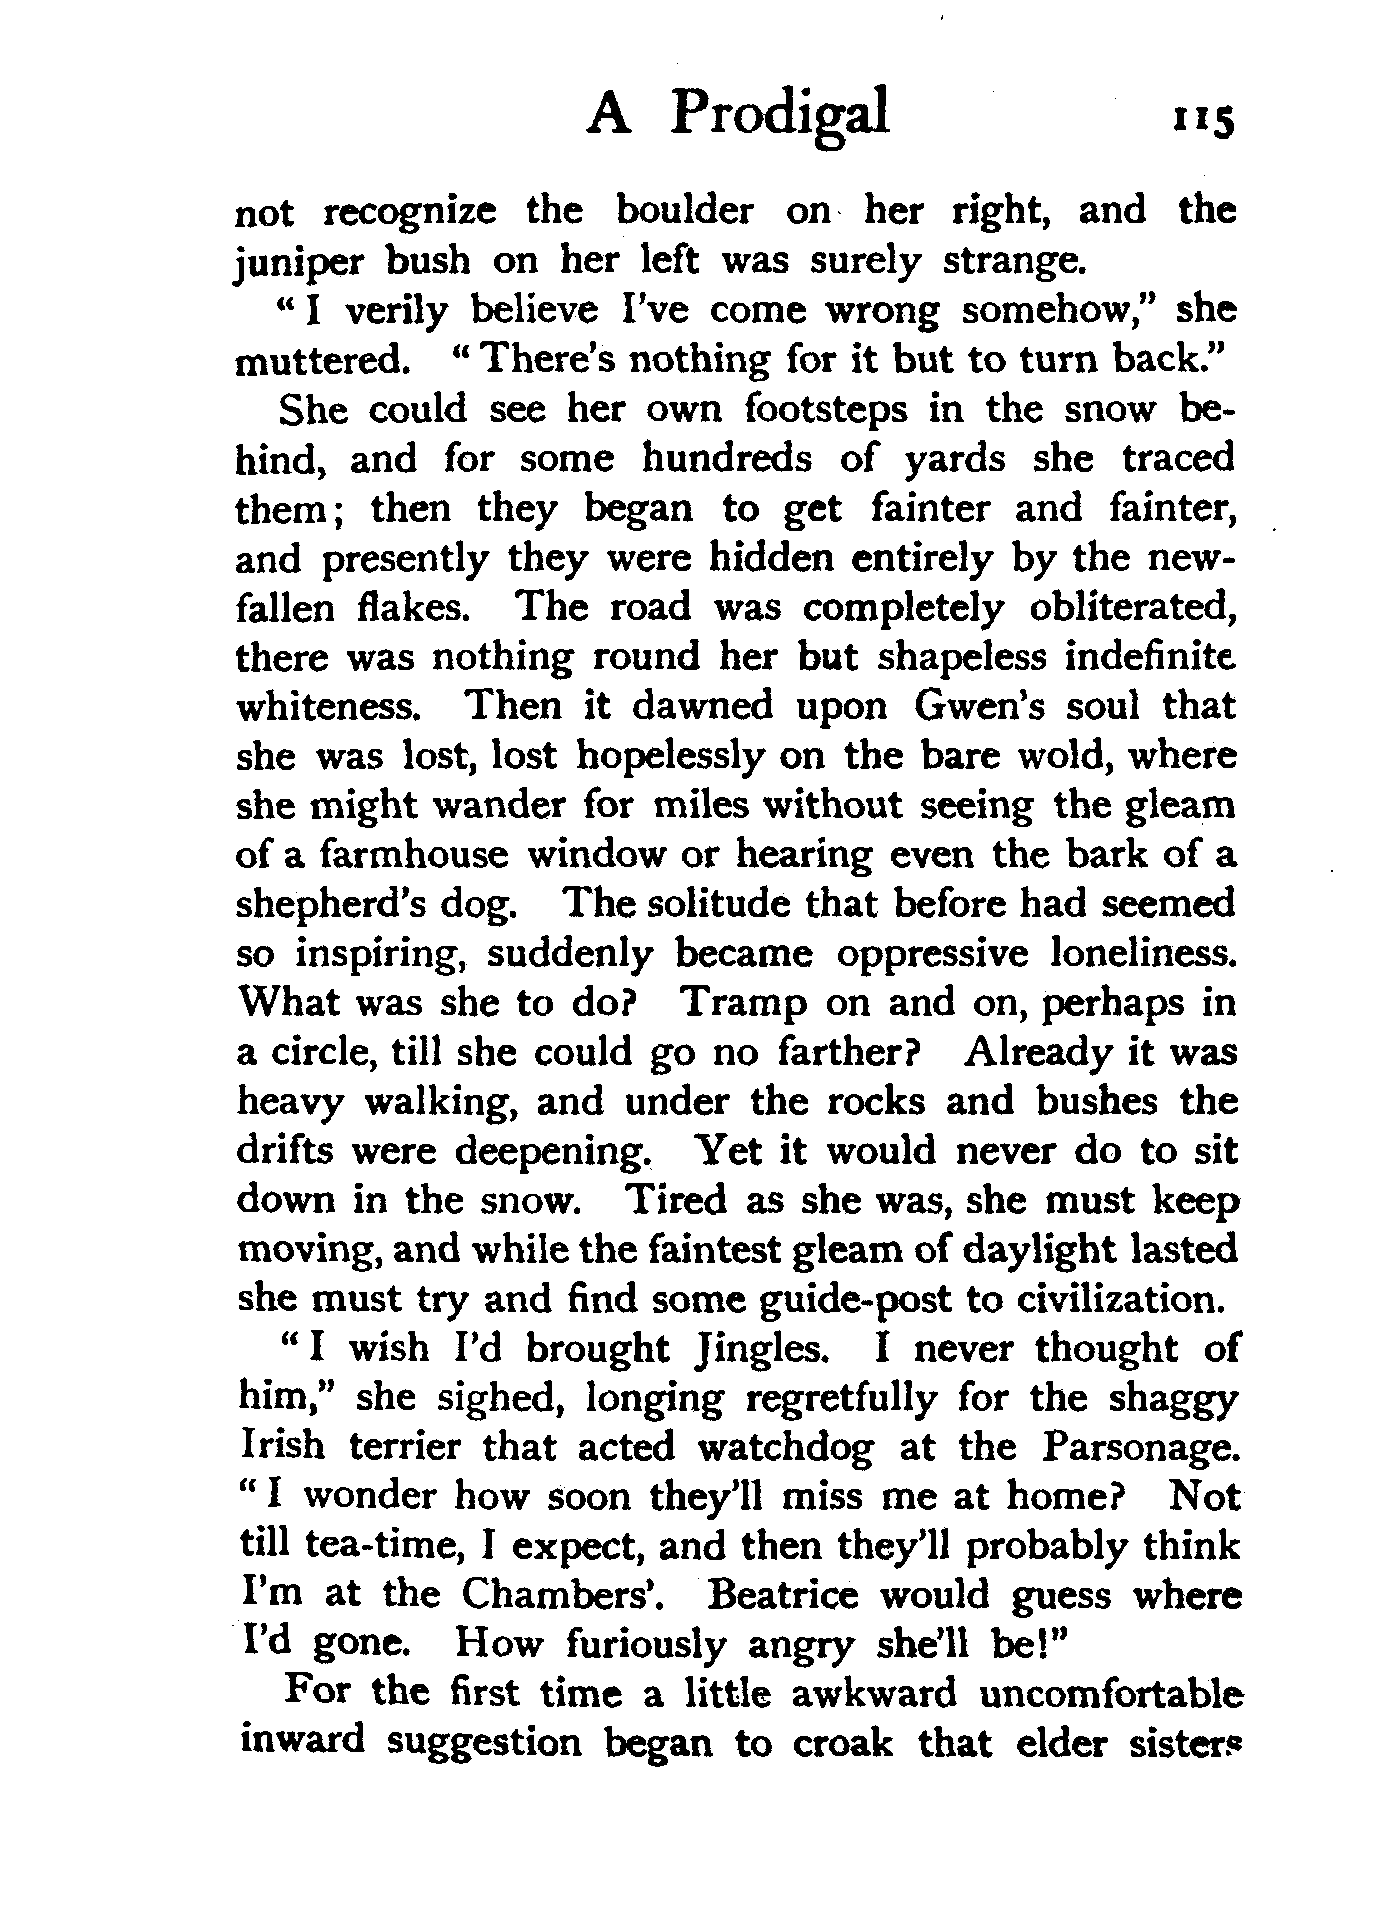 A Prodigal 115
not recognize the boulder on her right, and the
juniper bush on her left was surely strange.
"I verily believe I've come wrong somehow," she
muttered. "There's nothing for it but to turn back."
She could see her own footsteps in the snow be-
hind, and for some hundreds of yards she traced
them; then they began to get fainter and fainter,
and presently they were hidden entirely by the new-
fallen flakes. The road was completely obliterated,
there was nothing round her but shapeless indefinite
whiteness. Then it dawned upon Gwen's soul that
she was lost, lost hopelessly on the bare wold, where
she might wander for miles without seeing the gleam
of a farmhouse window or hearing even the bark of a
shepherd's dog. The solitude that before had seemed
so inspiring, suddenly became oppressive loneliness.
What was she to do? Tramp on and on, perhaps in
a circle, till she could go no farther? Already it was
heavy walking, and under the rocks and bushes the
drifts were deepening. Yet it would never do to sit
down in the snow. Tired as she was, she must keep
moving, and while the faintest gleam of daylight lasted
she must try and find some guide-post to civilization.
"I wish I'd brought Jingles. I never thought of
him," she sighed, longing regretfully for the shaggy
Irish terrier that acted watchdog at the Parsonage.
"I wonder how soon they'll miss me at home? Not
till tea-time, I expect, and then they'll probably think
I'm at the Chambers'. Beatrice would guess where
I'd gone. How furiously angry she'll be!"
For the first time a little awkward uncomfortable
inward suggestion began to croak that elder sisters